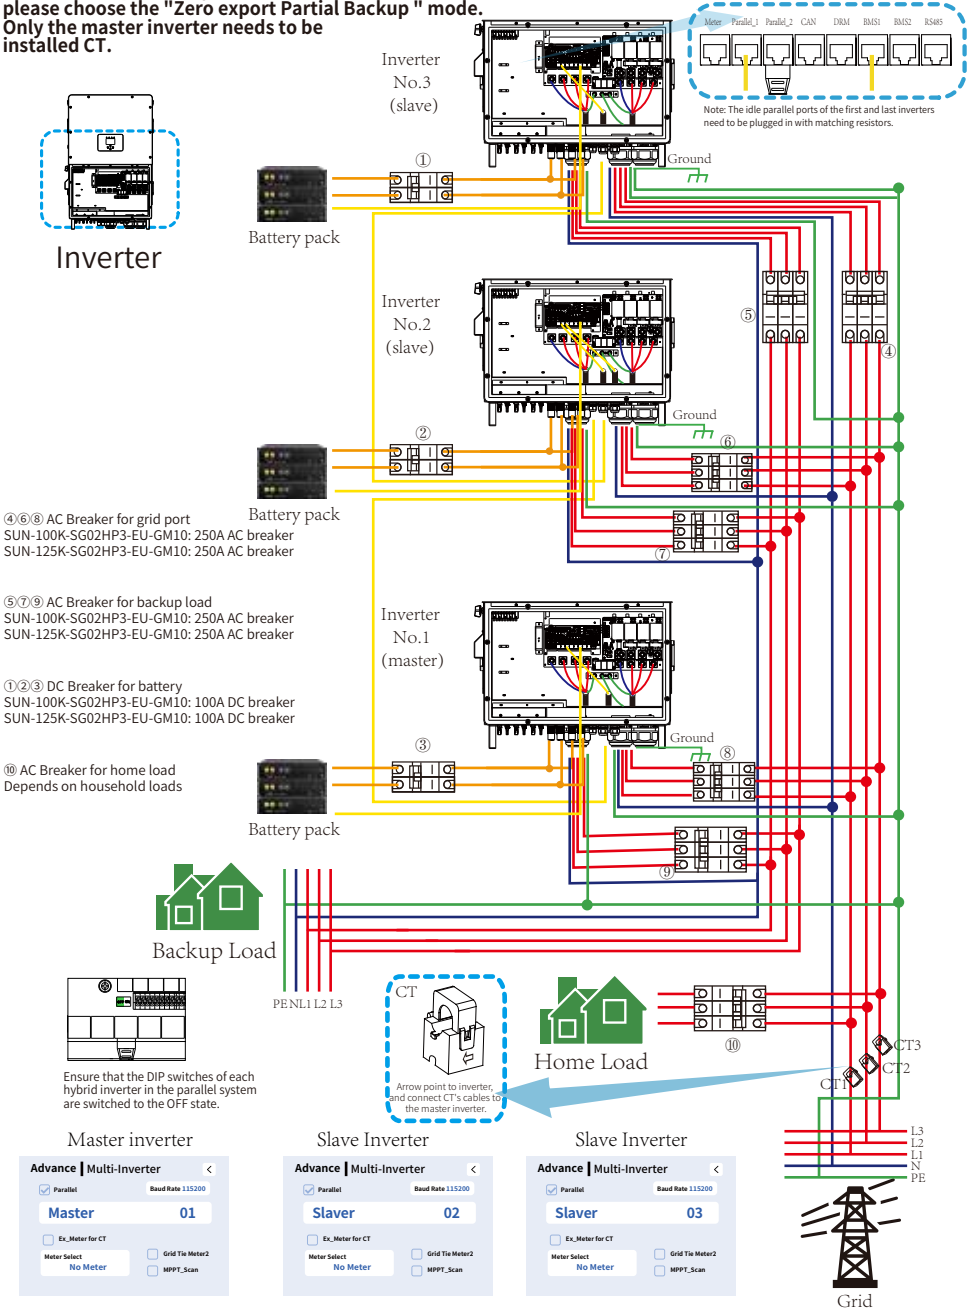 please choose the "Zero export Partial Backup " mode.
Only the master inverter needs to be
installed CT.
Meter Parallel_1 Parallel_2 CAN DRM BMS1 BMS2 RS485
Note: The idle parallel ports of the first and last inverters
need to be plugged in with matching resistors.
Inverter
No.3
(slave)
①
Ground
Battery pack
Inverter
Inverter
No.2
(slave)
⑤
④
②
Ground
⑥
Battery pack
⑦
④⑥⑧ AC Breaker for grid port
SUN-100K-SG02HP3-EU-GM10: 250A AC breaker
SUN-125K-SG02HP3-EU-GM10: 250A AC breaker
⑤⑦⑨ AC Breaker for backup load
SUN-100K-SG02HP3-EU-GM10: 250A AC breaker
SUN-125K-SG02HP3-EU-GM10: 250A AC breaker
①②③ DC Breaker for battery
SUN-100K-SG02HP3-EU-GM10: 100A DC breaker
SUN-125K-SG02HP3-EU-GM10: 100A DC breaker
⑩ AC Breaker for home load
Depends on household loads
Inverter
No.1
(master)
③
Ground
⑧
Battery pack
⑨
Backup Load
PE N L1 L2 L3
CT
Arrow point to inverter,
and connect CT's cables to
the master inverter.
Home Load
⑩
CT3
CT2
CT1
Ensure that the DIP switches of each
hybrid inverter in the parallel system
are switched to the OFF state.
L3
L2
L1
N
PE
Grid
Master inverter
Advance | Multi-Inverter <
Parallel Baud Rate 115200
Master 01
Ex_Meter for CT
Meter Select
No Meter
Grid Tie Meter2
MPPT_Scan
Slave Inverter
Advance | Multi-Inverter <
Parallel Baud Rate 115200
Slaver 02
Ex_Meter for CT
Meter Select
No Meter
Grid Tie Meter2
MPPT_Scan
Slave Inverter
Advance | Multi-Inverter <
Parallel Baud Rate 115200
Slaver 03
Ex_Meter for CT
Meter Select
No Meter
Grid Tie Meter2
MPPT_Scan